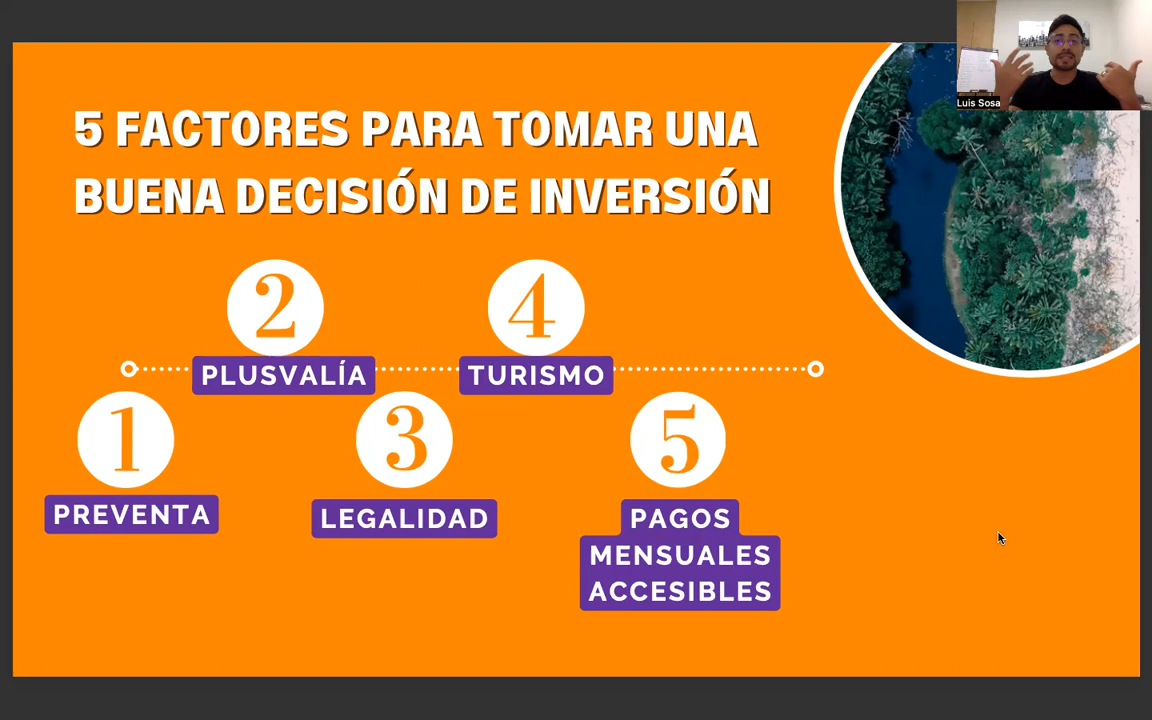 5 FACTORES PARA TOMAR UNA
BUENA DECISIÓN DE INVERSIÓN
1
PREVENTA
2
PLUSVALÍA
3
LEGALIDAD
4
TURISMO
5
PAGOS
MENSUALES
ACCESIBLES
Luis Sosa